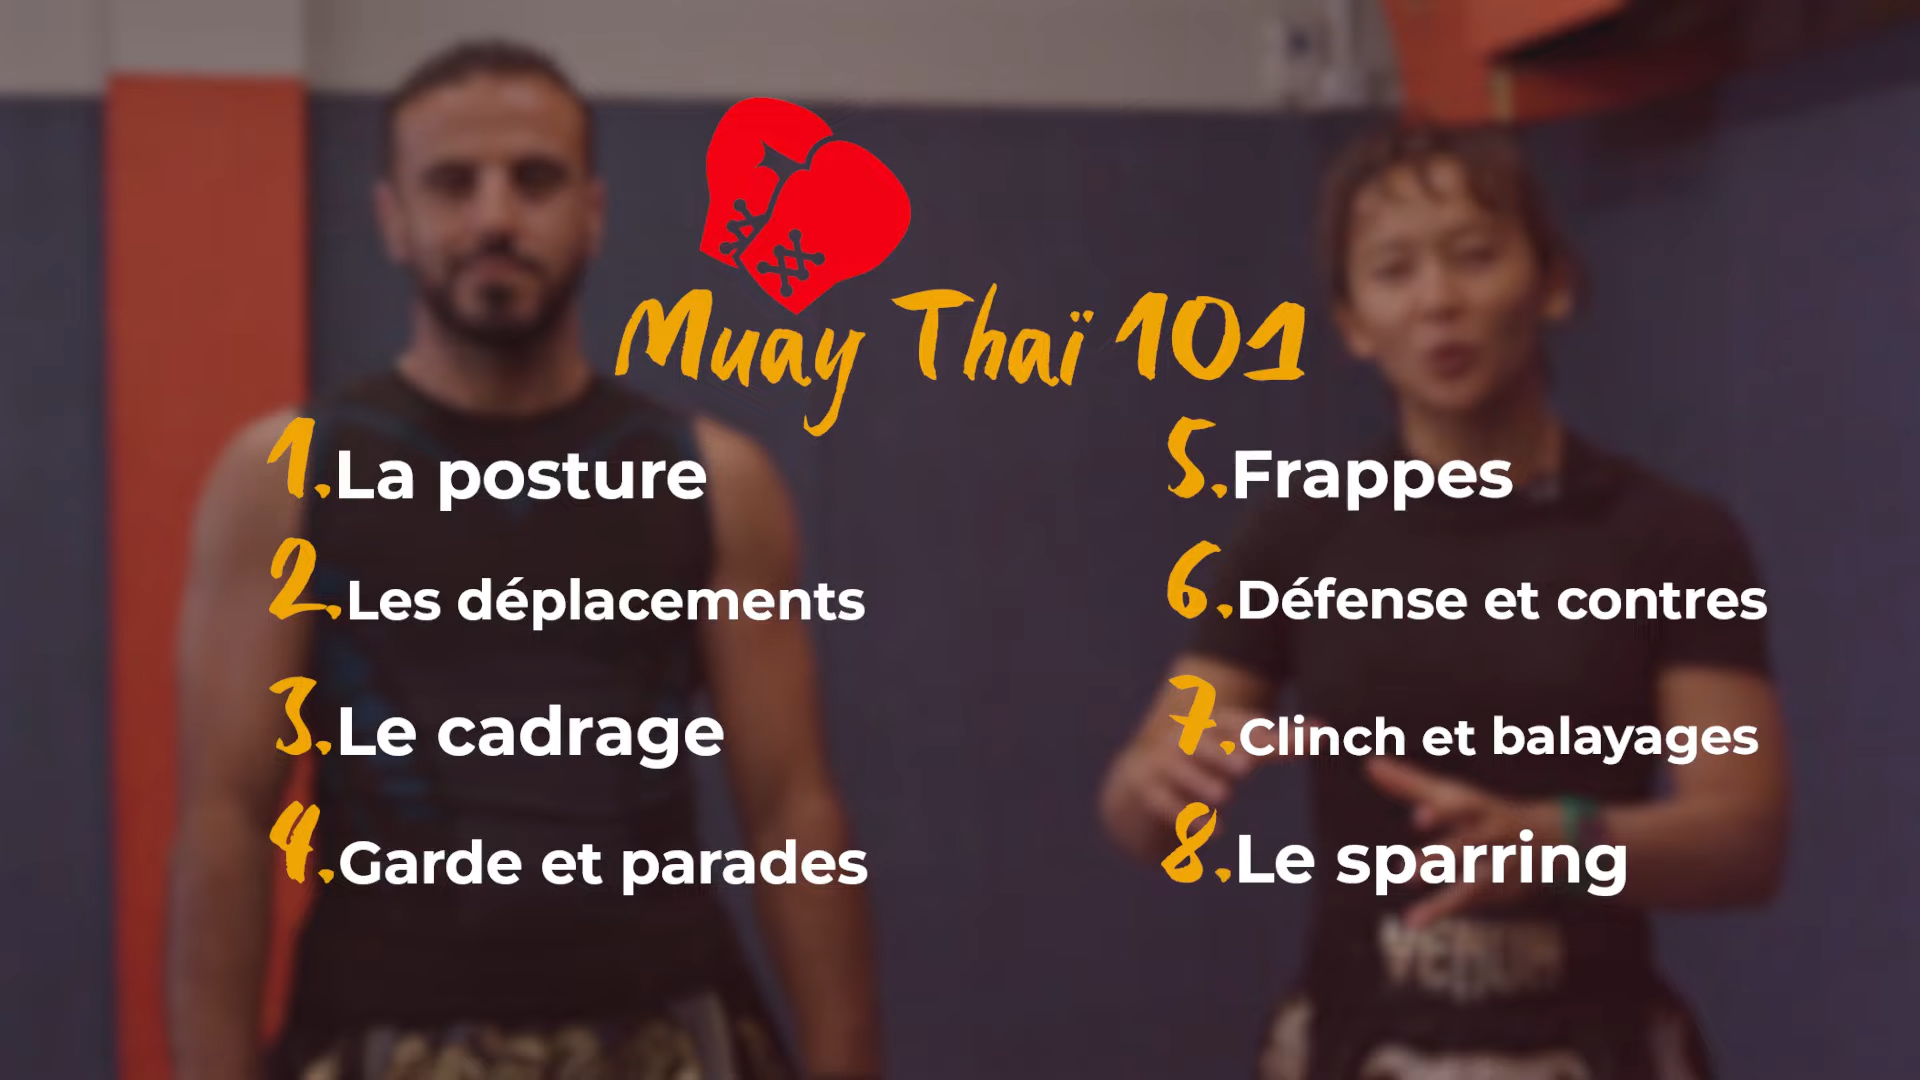 Muay Thaï 101
1. La posture
2. Les déplacements
3. Le cadrage
4. Garde et parades
5. Frappes
6. Défense et contres
7. Clinch et balayages
8. Le sparring
VENUM